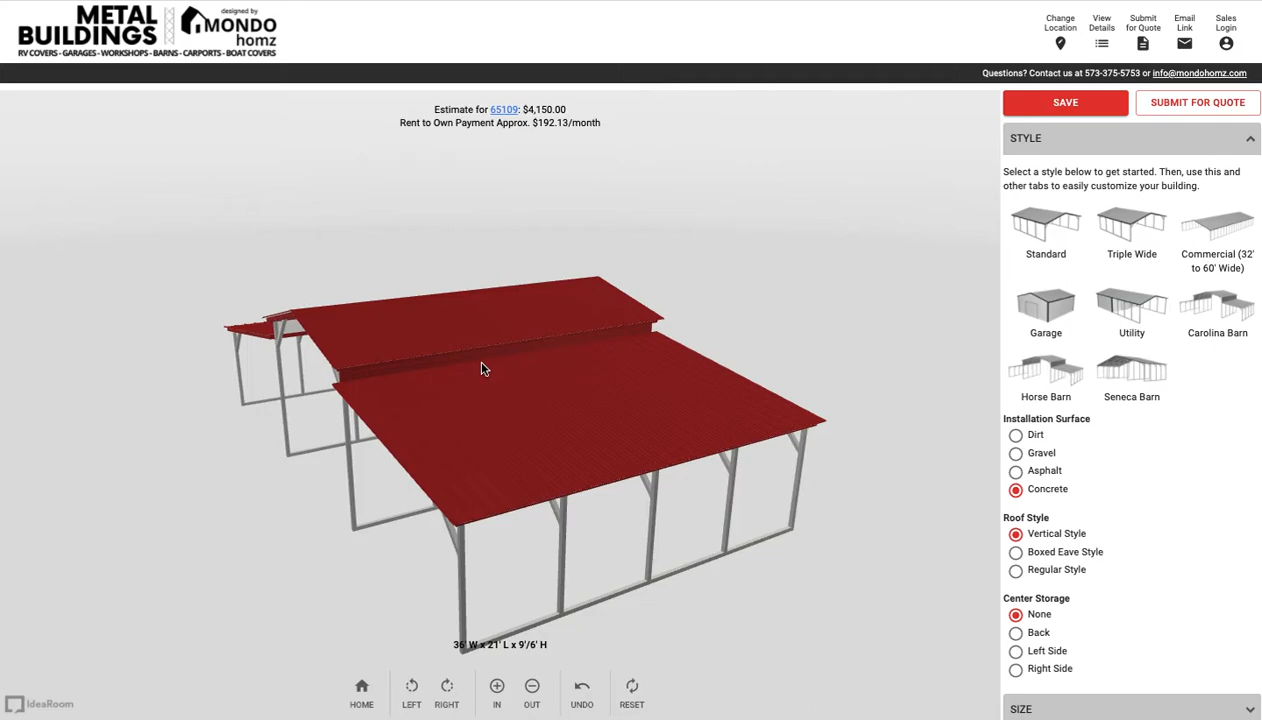 METAL
BUILDINGS
designed by
MONDO
homz
RV COVERS - GARAGES - WORKSHOPS - BARNS - CARPORTS - BOAT COVERS
Change
Location
View
Details
Submit
for Quote
Email
Link
Sales
Login
Questions? Contact us at 573-375-5753 or info@mondohomz.com
Estimate for 65109: $4,150.00
Rent to Own Payment Approx. $192.13/month
SAVE
SUBMIT FOR QUOTE
STYLE
Select a style below to get started. Then, use this and
other tabs to easily customize your building.
Standard
Triple Wide
Commercial (32'
to 60' Wide)
Garage
Utility
Carolina Barn
Horse Barn
Seneca Barn
Installation Surface
Dirt
Gravel
Asphalt
Concrete
Roof Style
Vertical Style
Boxed Eave Style
Regular Style
Center Storage
None
Back
Left Side
Right Side
SIZE
36' W x 21' L x 9'/6' H
HOME
LEFT
RIGHT
IN
OUT
UNDO
RESET
IdeaRoom